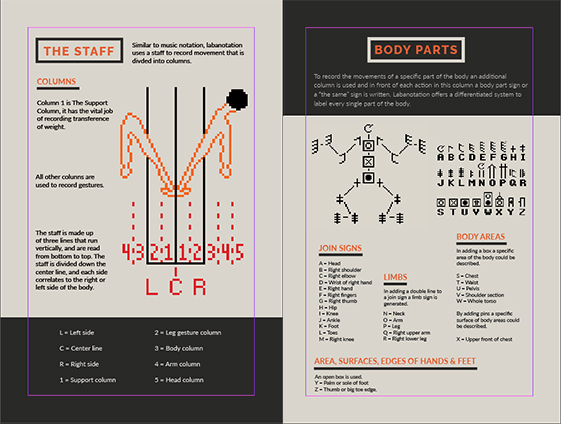 THE STAFF
Similar to music notation, labanotation
uses a staff to record movement that is
divided into columns.
COLUMNS
Column 1 is The Support
Column, it has the vital job
of recording transference
of weight.
All other columns are
used to record gestures.
The staff is made up
of three lines that run
vertically, and are read
from bottom to top. The
staff is divided down the
center line, and each side
correlates to the right or
left side of the body.
4 3 2 1 1 2 3 4 5
L C R
L = Left side
C = Center line
R = Right side
1 = Support column
2 = Leg gesture column
3 = Body column
4 = Arm column
5 = Head column
BODY PARTS
To record the movements of a specific part of the body an additional
column is used and in front of each action in this column a body part sign or
a "the same" sign is written. Labanotation offers a differentiated system to
label every single part of the body.
A B C D E F G H I
J K L M N O P Q R
S T U V W X Y Z
JOIN SIGNS
A = Head
B = Right shoulder
C = Right elbow
D = Wrist of right hand
E = Right hand
F = Right fingers
G = Right thumb
H = Hip
I = Knee
J = Ankle
K = Foot
L = Toes
M = Right knee
LIMBS
In adding a double line to
a join sign a limb sign is
generated.
N = Neck
O = Arm
P = Leg
Q = Right upper arm
R = Right lower leg
BODY AREAS
In adding a box a specific
area of the body could be
described.
S = Chest
T = Waist
U = Pelvis
V = Shoulder section
W = Whole torso
By adding pins a specific
surface of body areas could
be described.
X = Upper front of chest
AREA, SURFACES, EDGES OF HANDS & FEET
An open box is used.
Y = Palm or sole of foot
Z = Thumb or big toe edge.